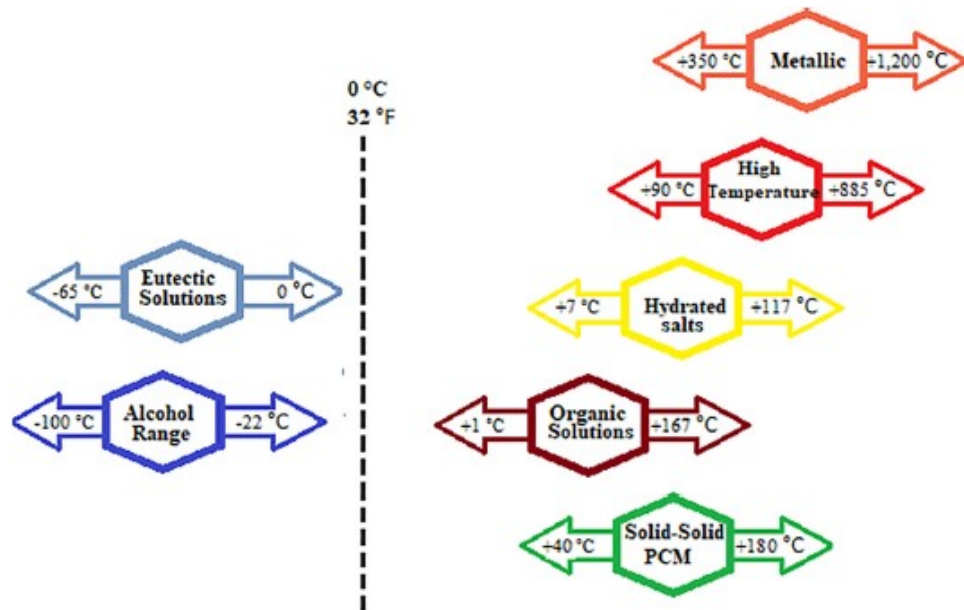 +350 °C
Metallic
+1,200 °C
0 °C
32 °F
+90 °C
High
Temperature
+885 °C
-65 °C
Eutectic
Solutions
0 °C
+7 °C
Hydrated
salts
+117 °C
-100 °C
Alcohol
Range
-22 °C
+1 °C
Organic
Solutions
+167 °C
+40 °C
Solid-Solid
PCM
+180 °C